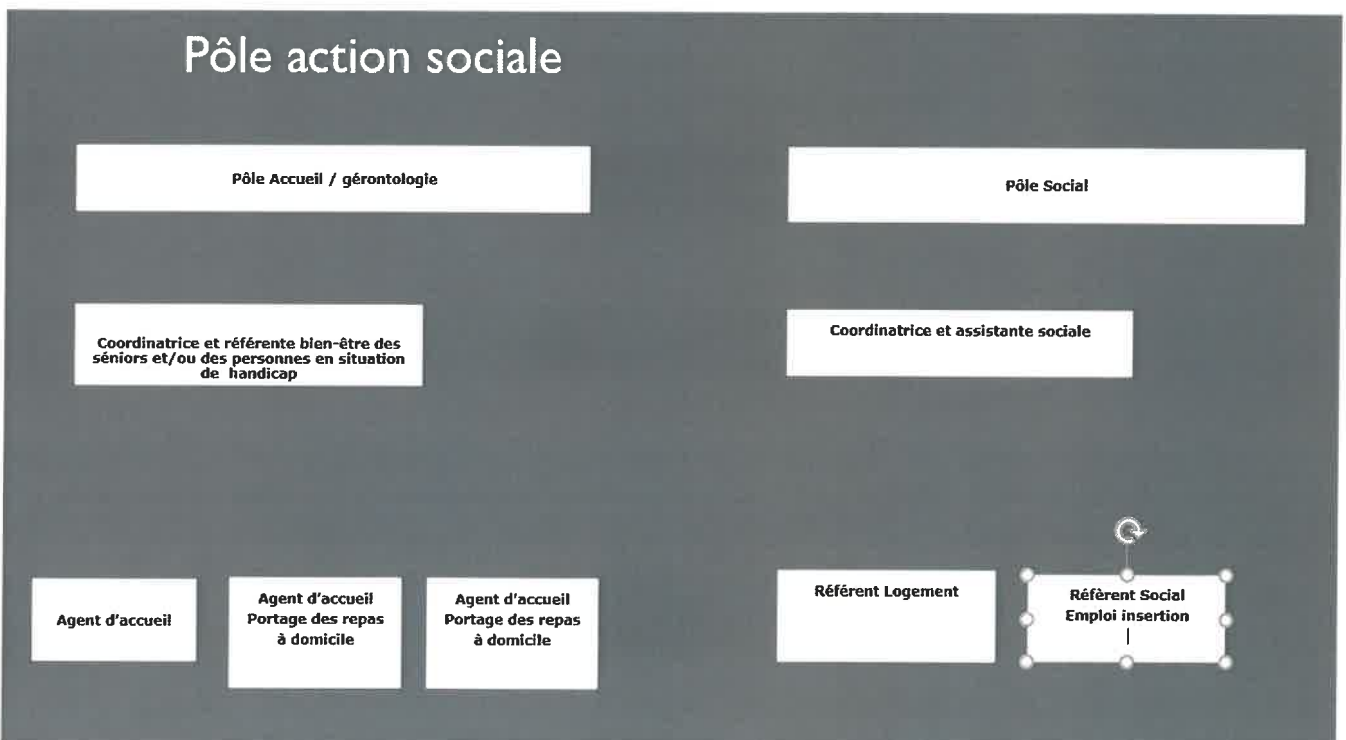 Pôle action sociale
Pôle Accueil / gérontologie
Pôle Social
Coordinatrice et référente bien-être des
séniors et/ou des personnes en situation
de handicap
Coordinatrice et assistante sociale
Agent d'accueil
Agent d'accueil
Portage des repas
à domicile
Agent d'accueil
Portage des repas
à domicile
Référent Logement
Réfèrent Social
Emploi insertion